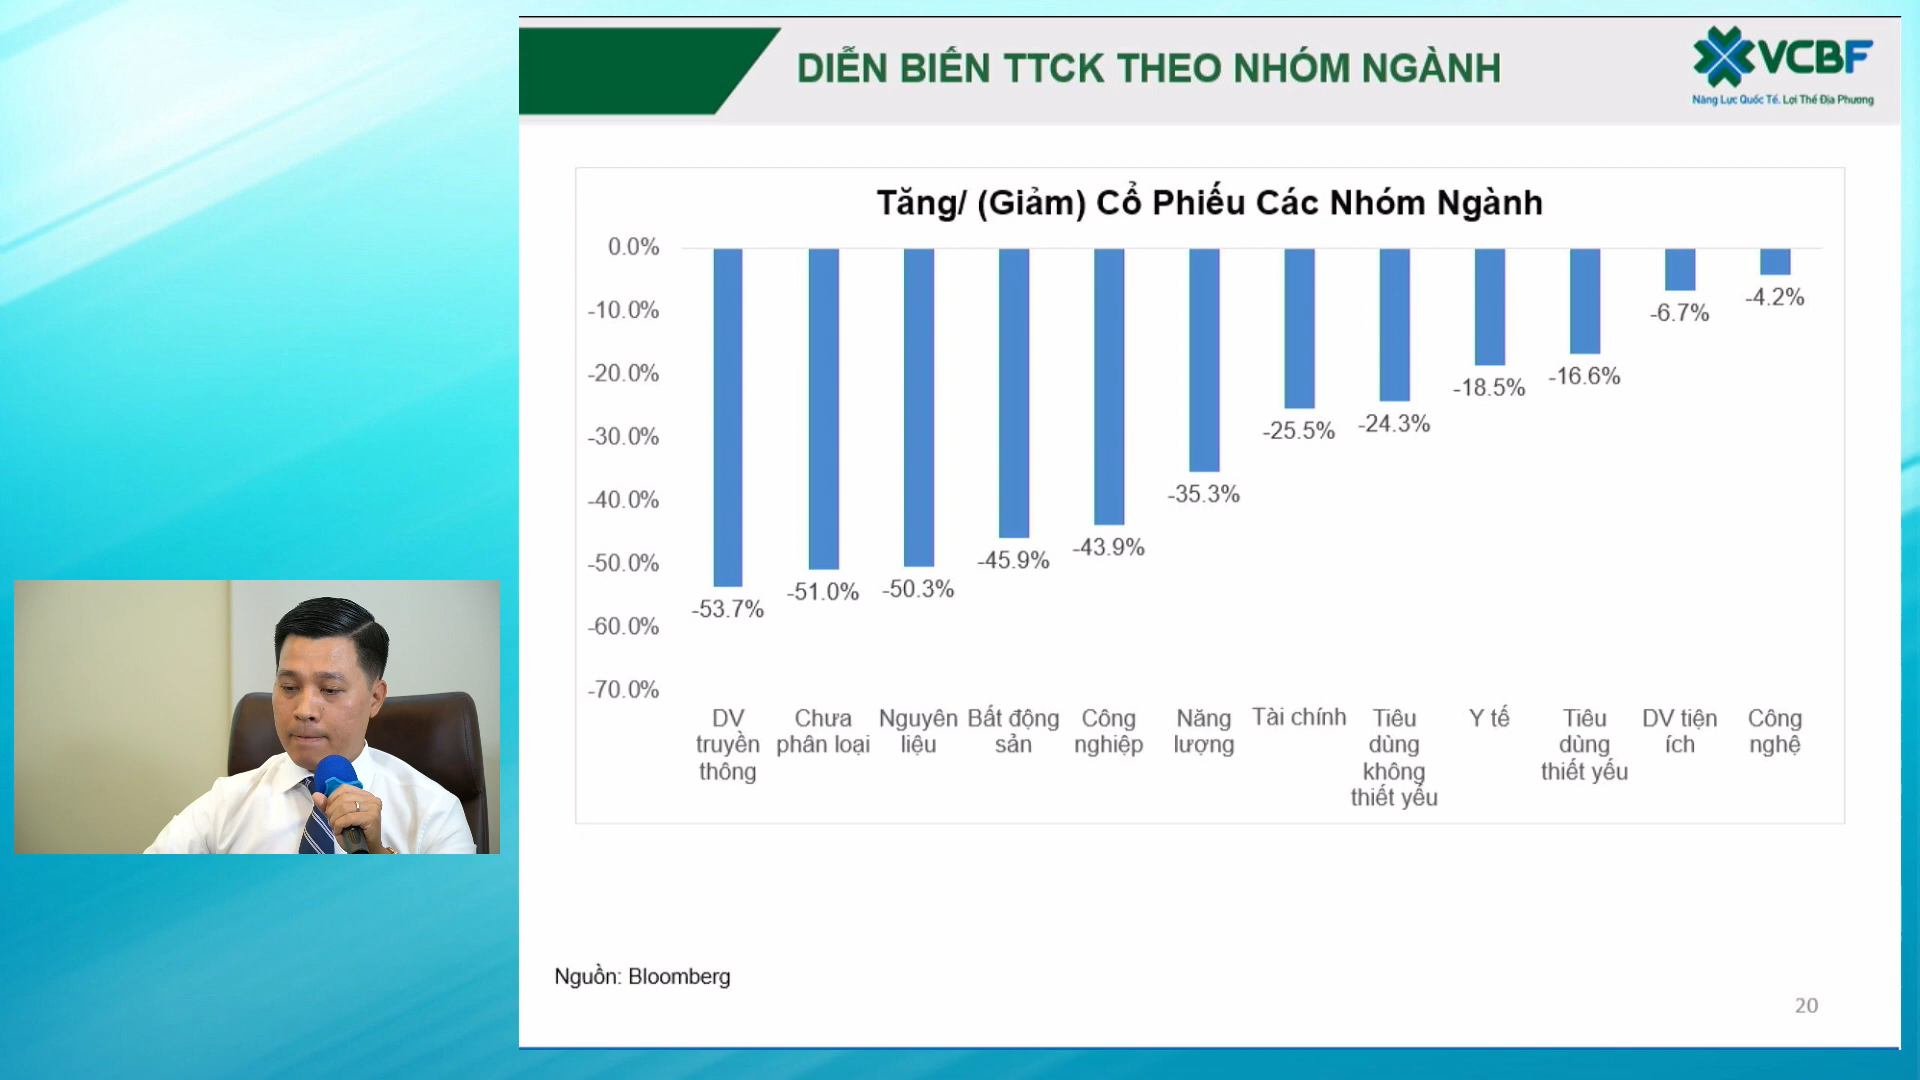 DIỄN BIẾN TTCK THEO NHÓM NGÀNH
VCBF
Năng Lực Quốc Tế. Lợi Thế Địa Phương
Tăng/ (Giảm) Cổ Phiếu Các Nhóm Ngành
0.0%
-10.0%
-20.0%
-30.0%
-40.0%
-50.0%
-60.0%
-70.0%
-53.7%
-51.0%
-50.3%
-45.9%
-43.9%
-35.3%
-25.5%
-24.3%
-18.5%
-16.6%
-6.7%
-4.2%
DV
truyền
thông
Chưa
phân loại
Nguyên
liệu
Bất động
sản
Công
nghiệp
Năng
lượng
Tài chính
Tiêu
dùng
không
thiết yếu
Y tế
Tiêu
dùng
thiết yếu
DV tiện
ích
Công
nghệ
Nguồn: Bloomberg
20